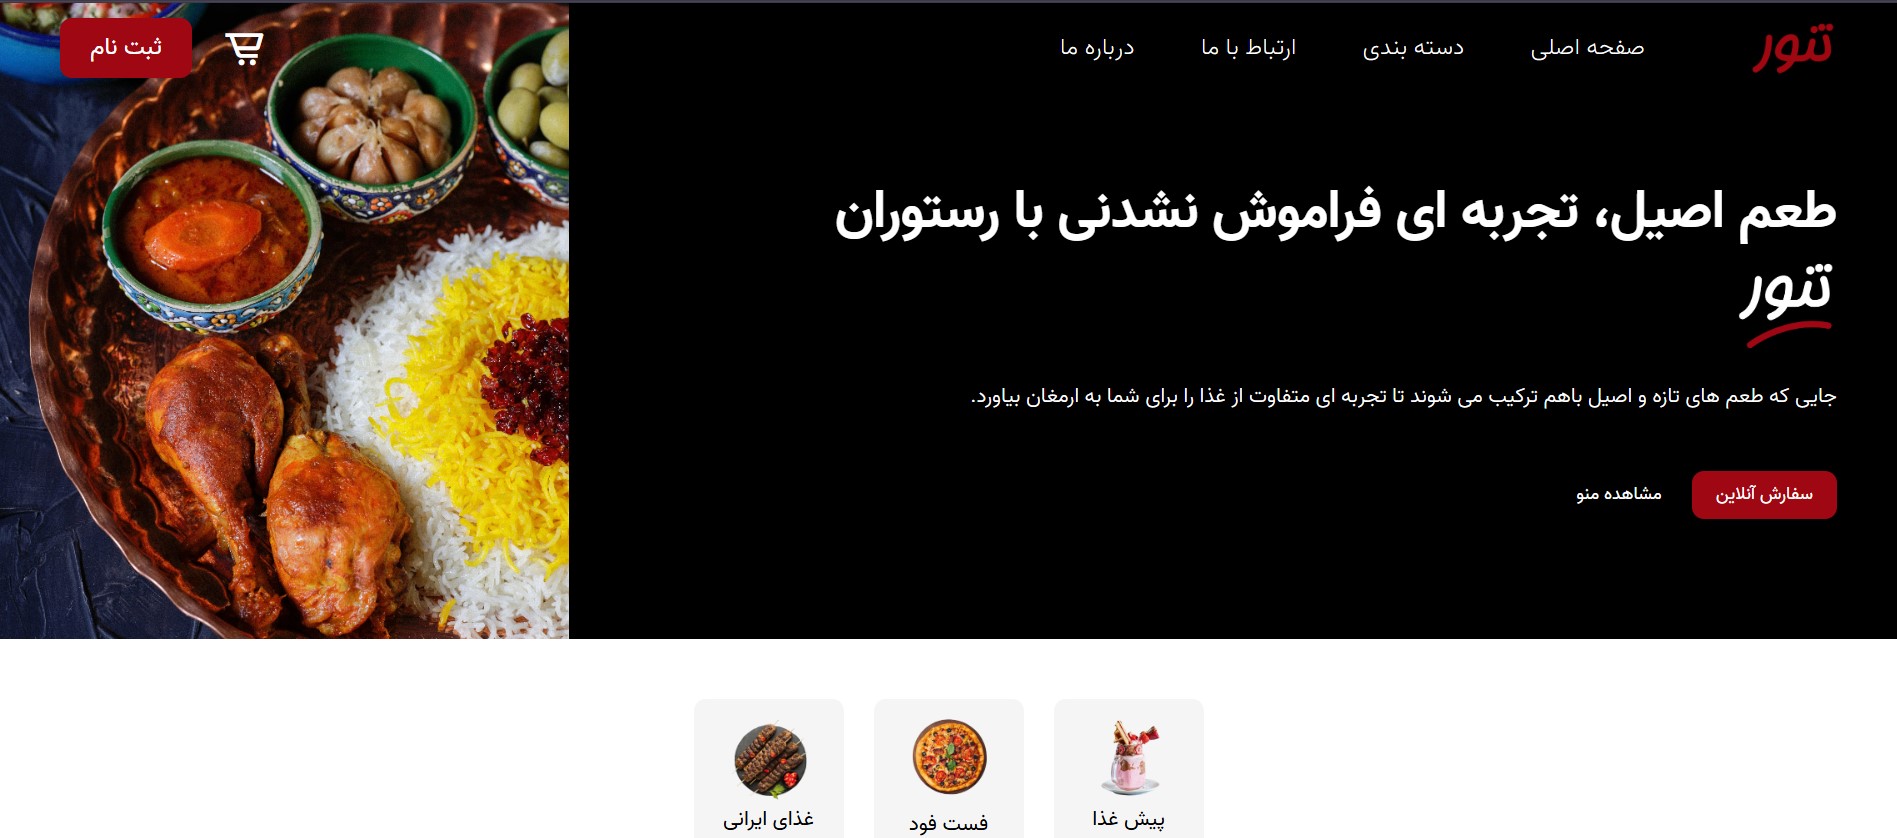 تنور
صفحه اصلی
دسته بندی
ارتباط با ما
درباره ما
ثبت نام
طعم اصیل، تجربه ای فراموش نشدنی با رستوران
تنور
جایی که طعم های تازه و اصیل باهم ترکیب می شوند تا تجربه ای متفاوت از غذا را برای شما به ارمغان بیاورد.
سفارش آنلاین
مشاهده منو
پیش غذا
فست فود
غذای ایرانی